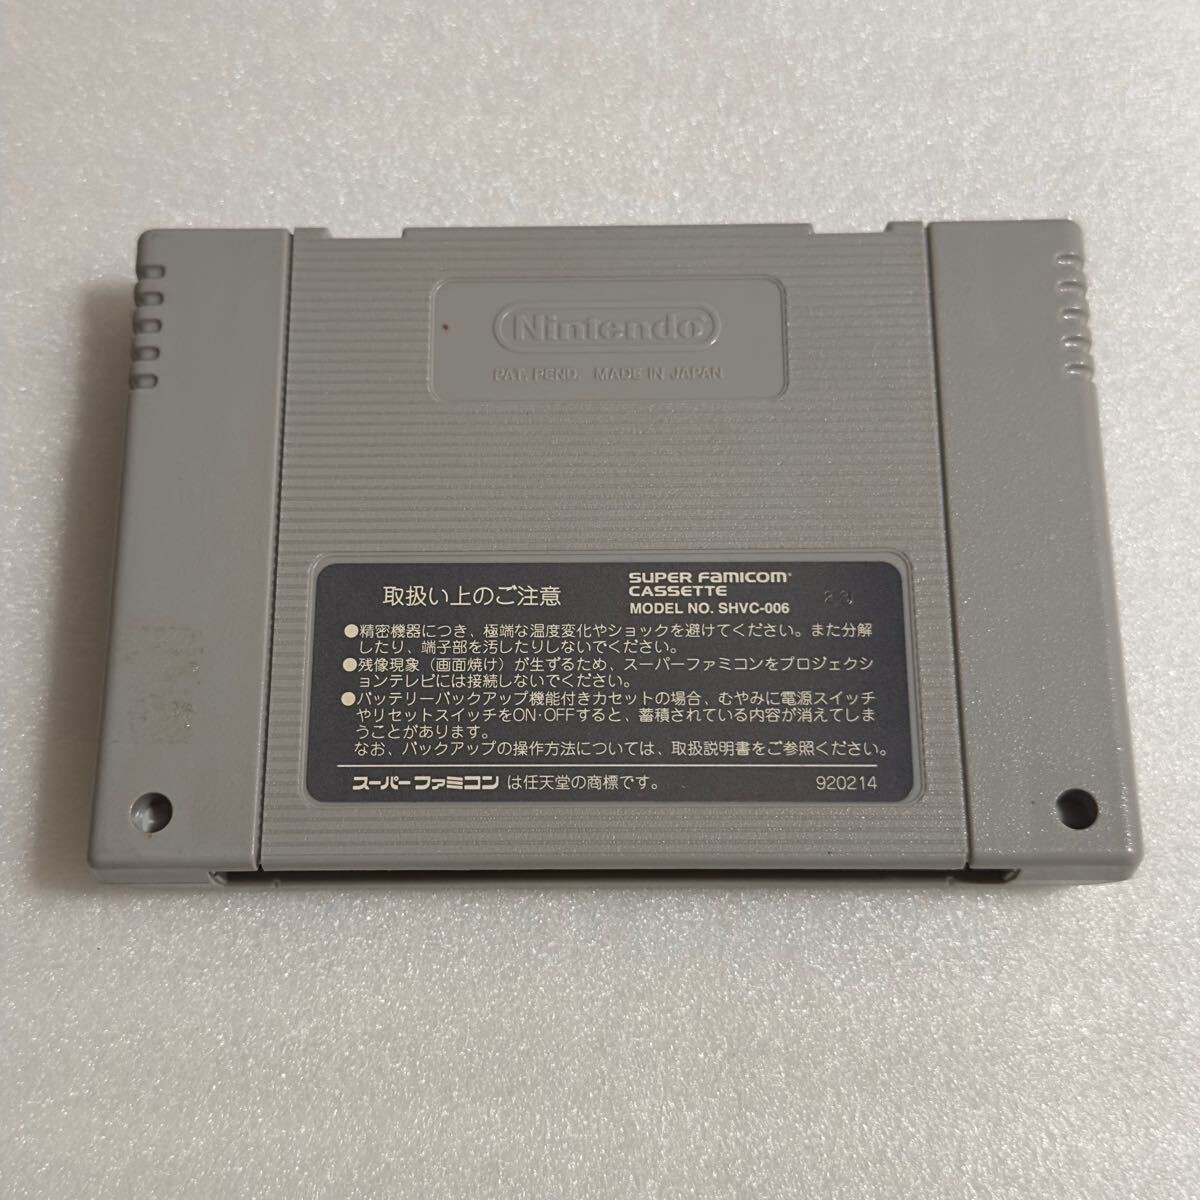 Nintendo
PAT. PEND. MADE IN JAPAN
取扱い上のご注意
SUPER FAMICOM
CASSETTE
MODEL NO. SHVC-006
●精密機器につき、極端な温度変化やショックを避けてください。また分解
したり、端子部を汚したりしないでください。
●残像現象（画面焼け）が生ずるため、スーパーファミコンをプロジェクシ
ョンテレビには接続しないでください。
●バッテリーバックアップ機能付きカセットの場合、むやみに電源スイッチ
やリセットスイッチをON･OFFすると、蓄積されている内容が消えてしま
うことがあります。
なお、バックアップの操作方法については、取扱説明書をご参照ください。
スーパーファミコン は任天堂の商標です。
920214